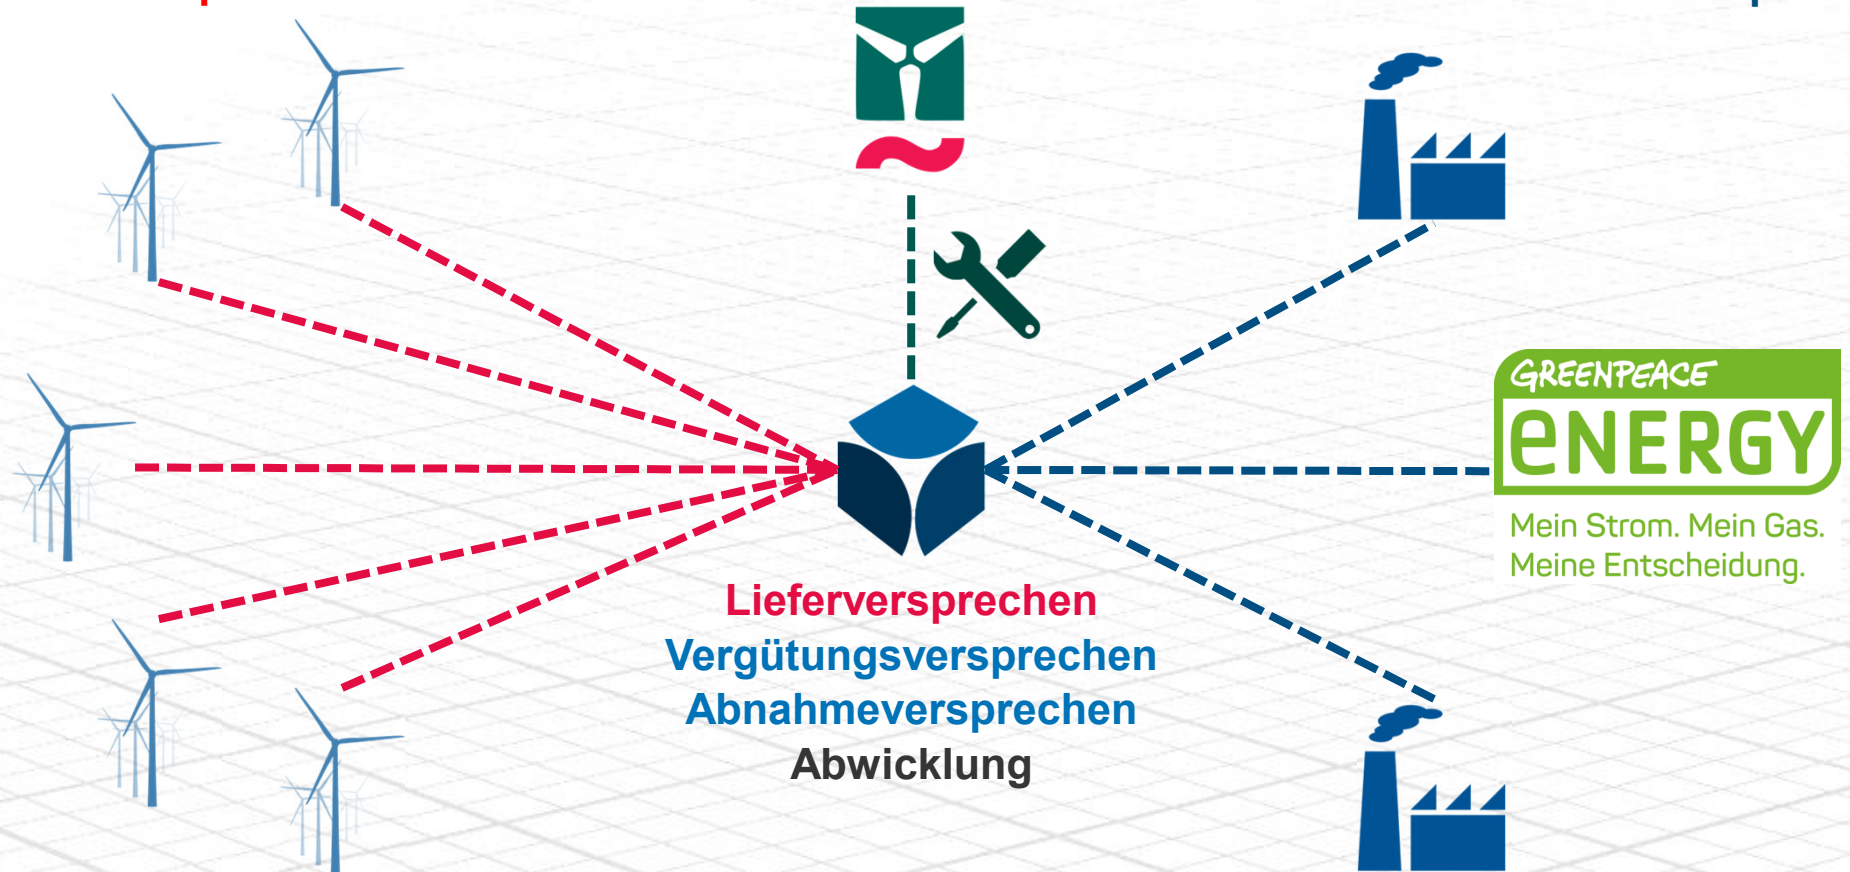 GREENPEACE
eNERGY
Mein Strom. Mein Gas.
Meine Entscheidung.
Lieferversprechen
Vergütungsversprechen
Abnahmeversprechen
Abwicklung